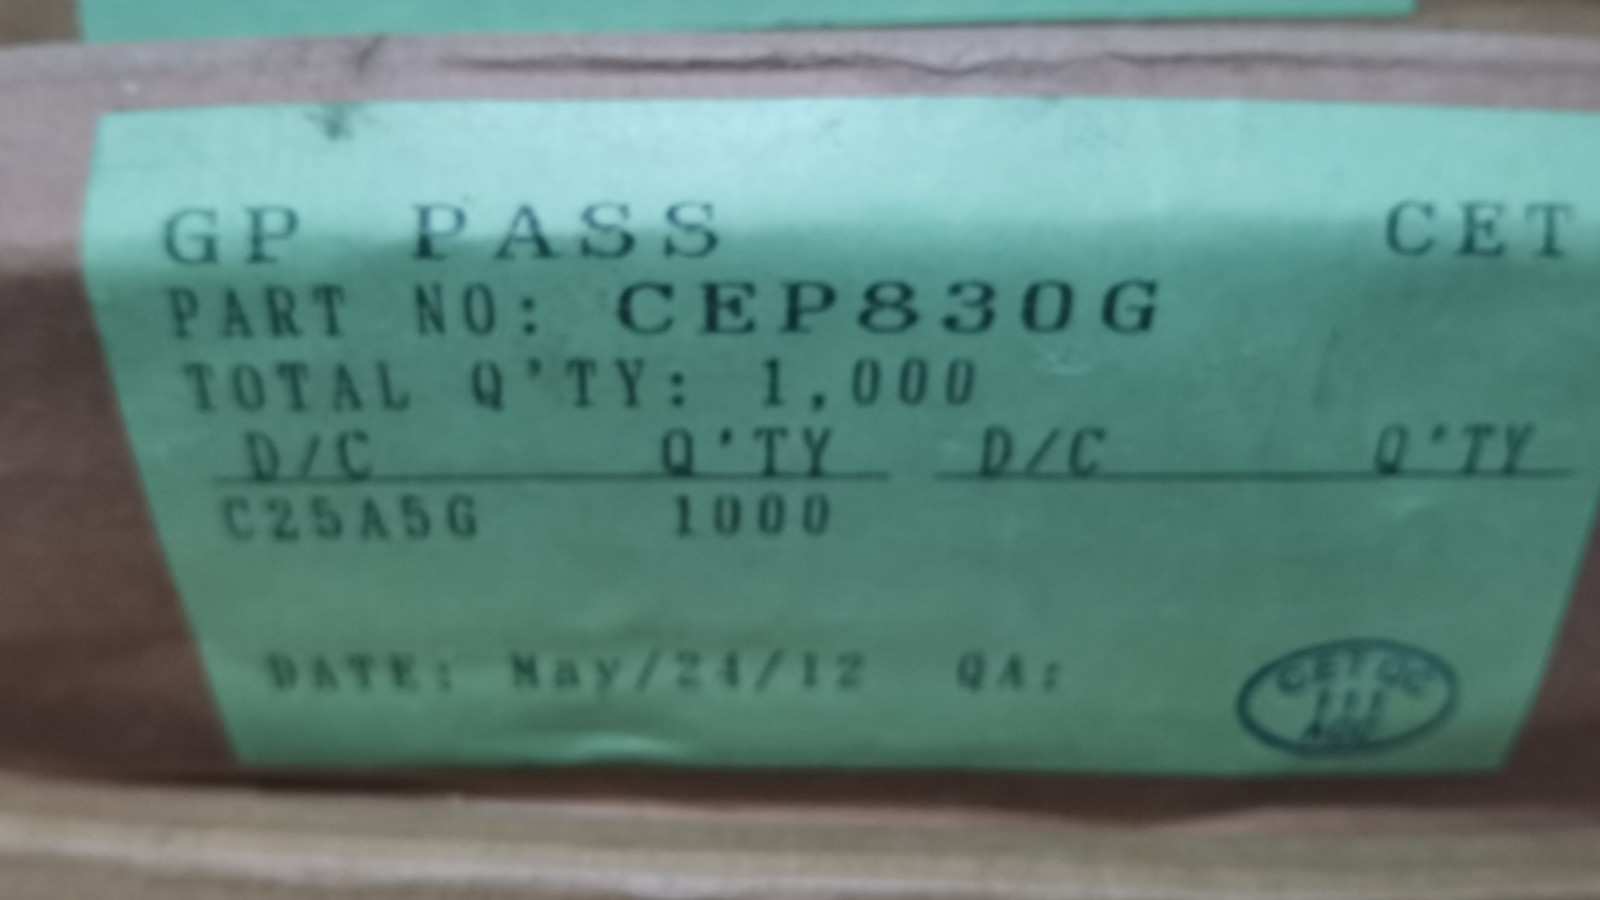 GP PASS CET
PART NO: CEP830G
TOTAL Q'TY: 1,000
D/C Q'TY D/C Q'TY
C25A5G 1000
DATE: May/24/12 QA:
CET QC
111